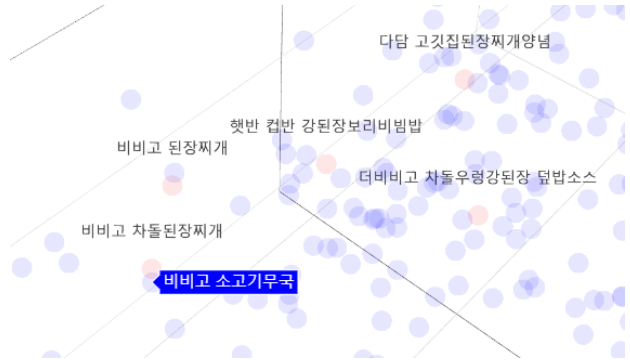 다담 고깃집된장찌개양념
햇반 컵반 강된장보리비빔밥
비비고 된장찌개
더비비고 차돌우렁강된장 덮밥소스
비비고 차돌된장찌개
비비고 소고기무국